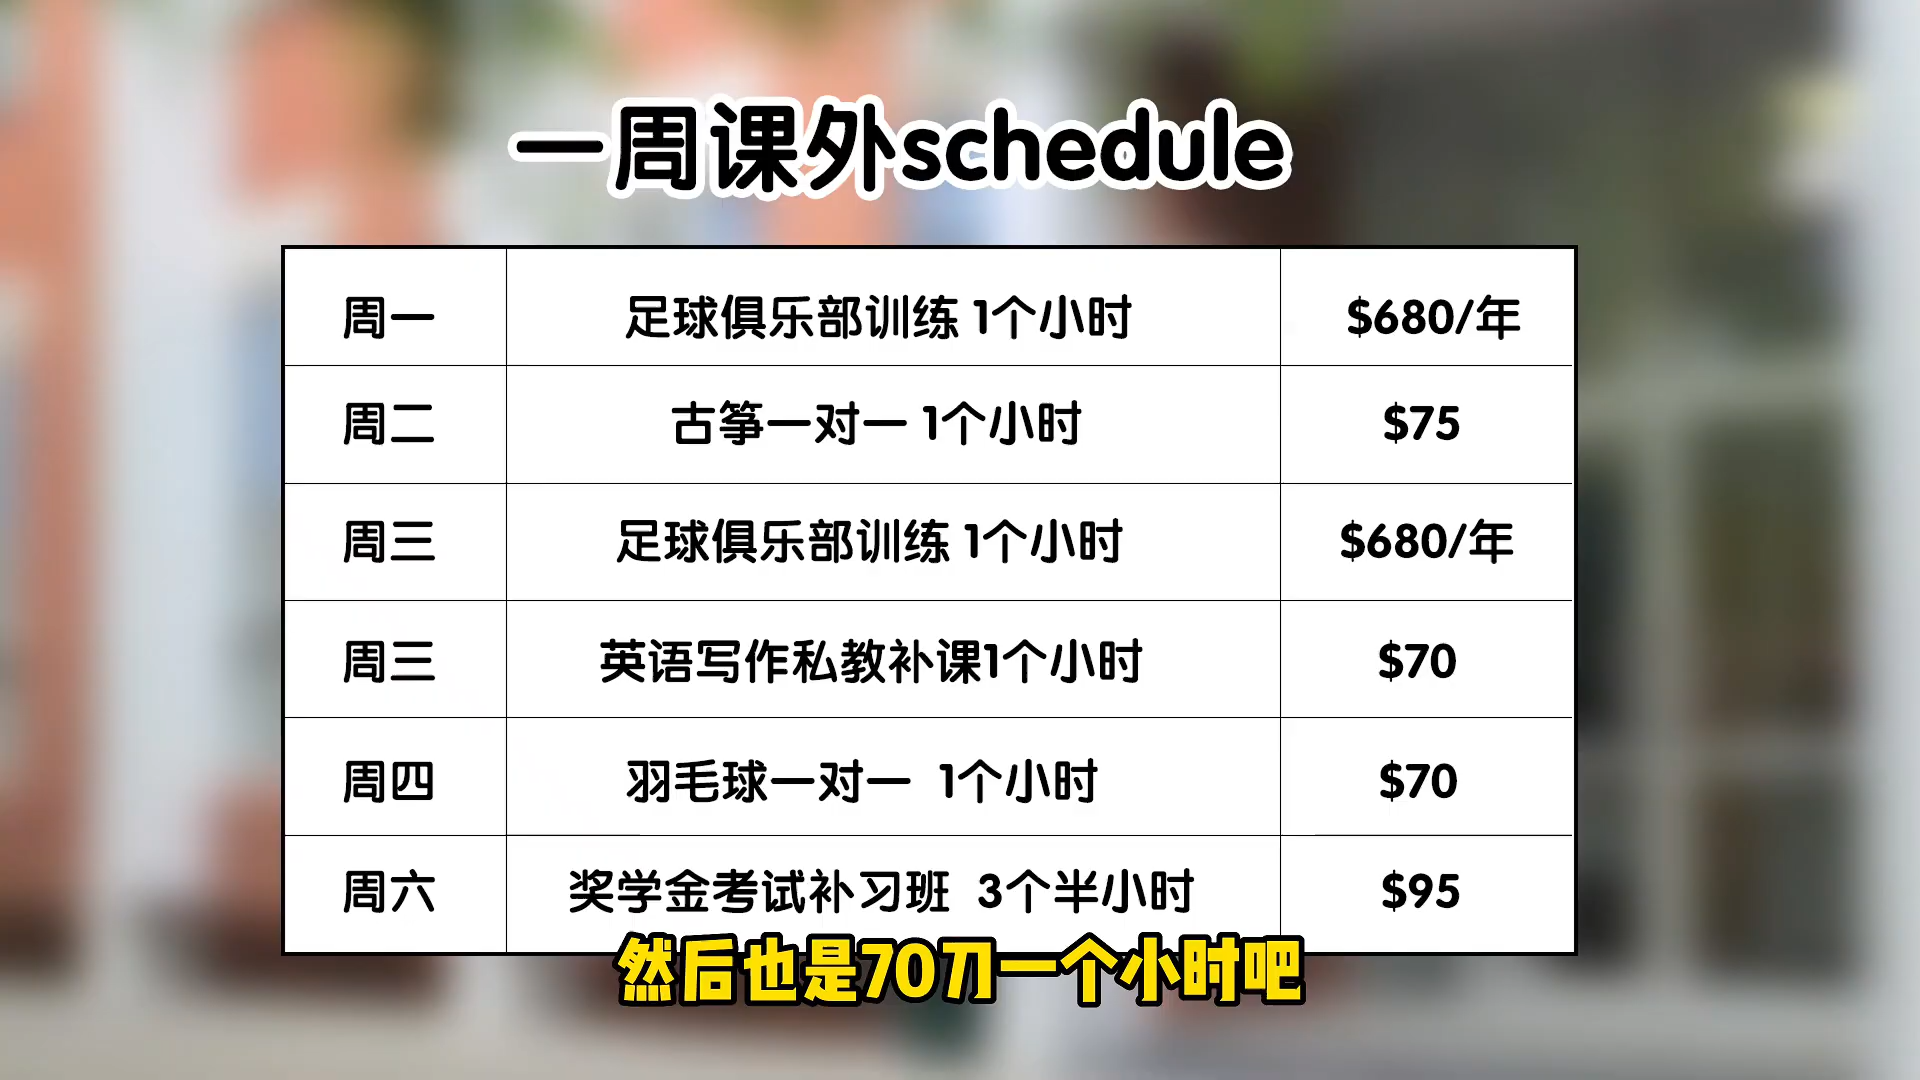 一周课外schedule
周一 足球俱乐部训练 1个小时 $680/年
周二 古筝一对一 1个小时 $75
周三 足球俱乐部训练 1个小时 $680/年
周三 英语写作私教补课1个小时 $70
周四 羽毛球一对一 1个小时 $70
周六 奖学金考试补习班 3个半小时 $95
然后也是70刀一个小时吧